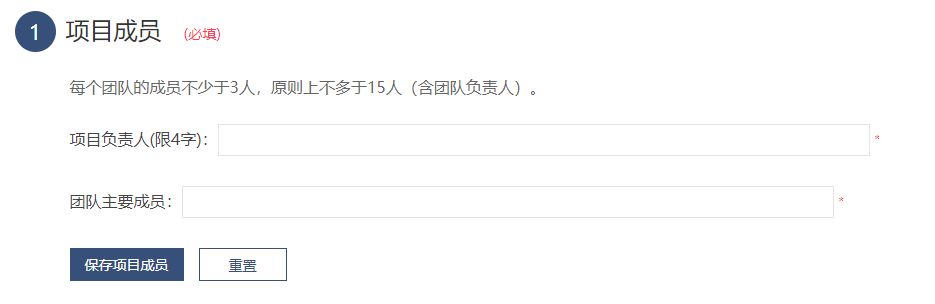 1 项目成员 (必填)
每个团队的成员不少于3人，原则上不多于15人（含团队负责人）。
项目负责人(限4字)： *
团队主要成员： *
保存项目成员 重置